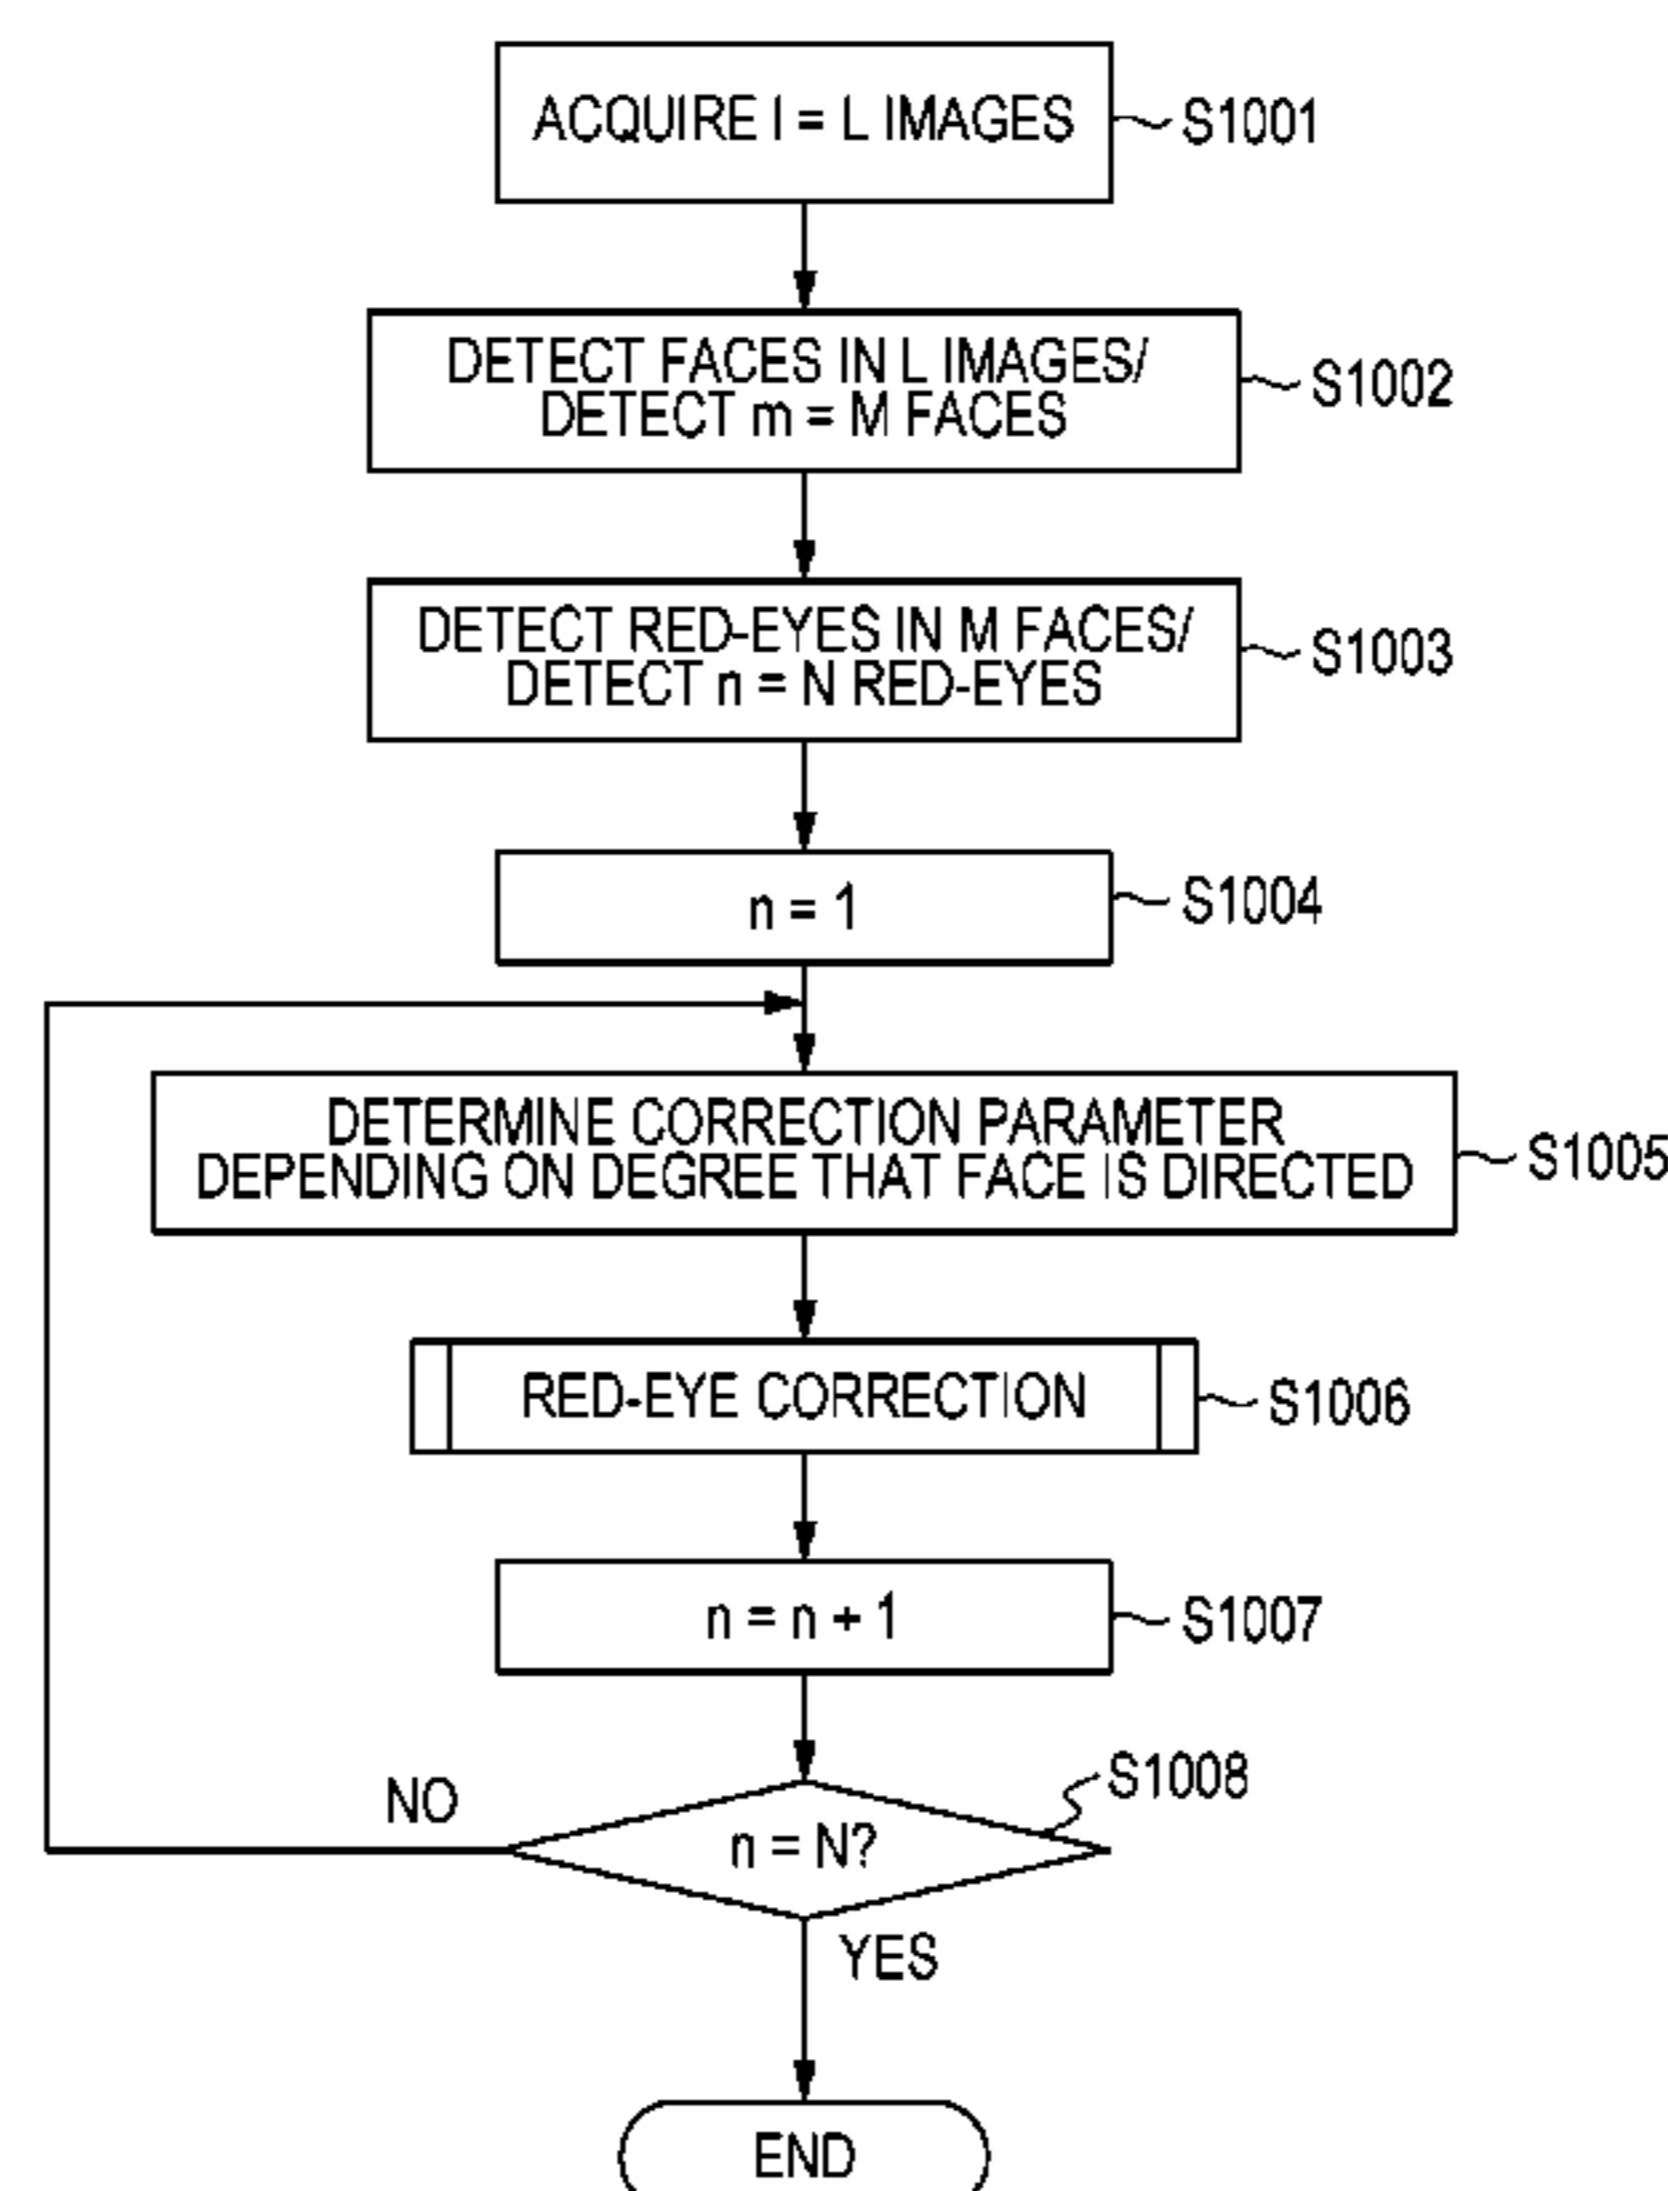 ACQUIRE l = L IMAGES
S1001
DETECT FACES IN L IMAGES/
DETECT m = M FACES
S1002
DETECT RED-EYES IN M FACES/
DETECT n = N RED-EYES
S1003
n = 1
S1004
DETERMINE CORRECTION PARAMETER
DEPENDING ON DEGREE THAT FACE IS DIRECTED
S1005
RED-EYE CORRECTION
S1006
n = n + 1
S1007
S1008
NO
n = N?
YES
END